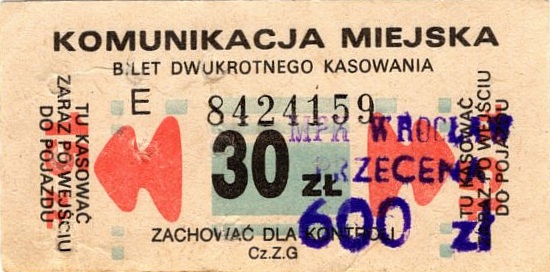 KOMUNIKACJA MIEJSKA
BILET DWUKROTNEGO KASOWANIA
E 8424159
TU KASOWAĆ
ZARAZ PO WEJŚCIU
DO POJAZDU
30 ZŁ
MPK WROCŁAW
PRZECENA
600 zł
TU KASOWAĆ
ZARAZ PO WEJŚCIU
DO POJAZDU
ZACHOWAĆ DLA KONTROLI
Cz.Z.G